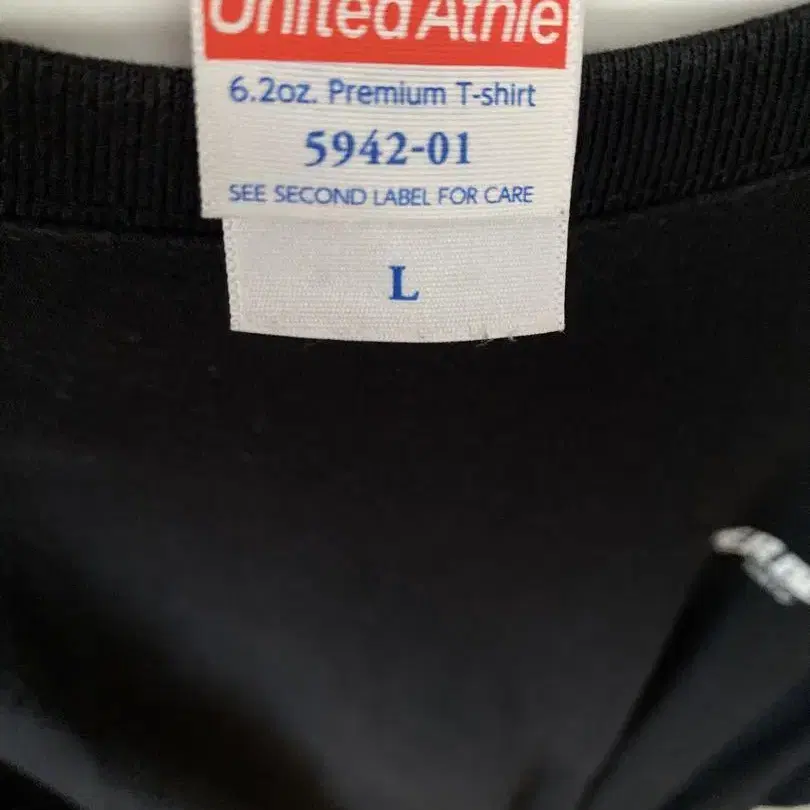 United Athle
6.2oz. Premium T-shirt
5942-01
SEE SECOND LABEL FOR CARE
L